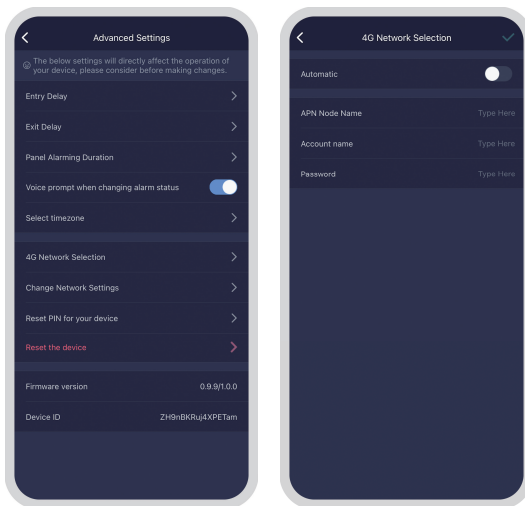 Advanced Settings
The below settings will directly affect the operation of
your device, please consider before making changes.
Entry Delay
Exit Delay
Panel Alarming Duration
Voice prompt when changing alarm status
Select timezone
4G Network Selection
Change Network Settings
Reset PIN for your device
Reset the device
Firmware version 0.9.9/1.0.0
Device ID ZH9nBKRuj4XPETam
4G Network Selection
Automatic
APN Node Name Type Here
Account name Type Here
Password Type Here